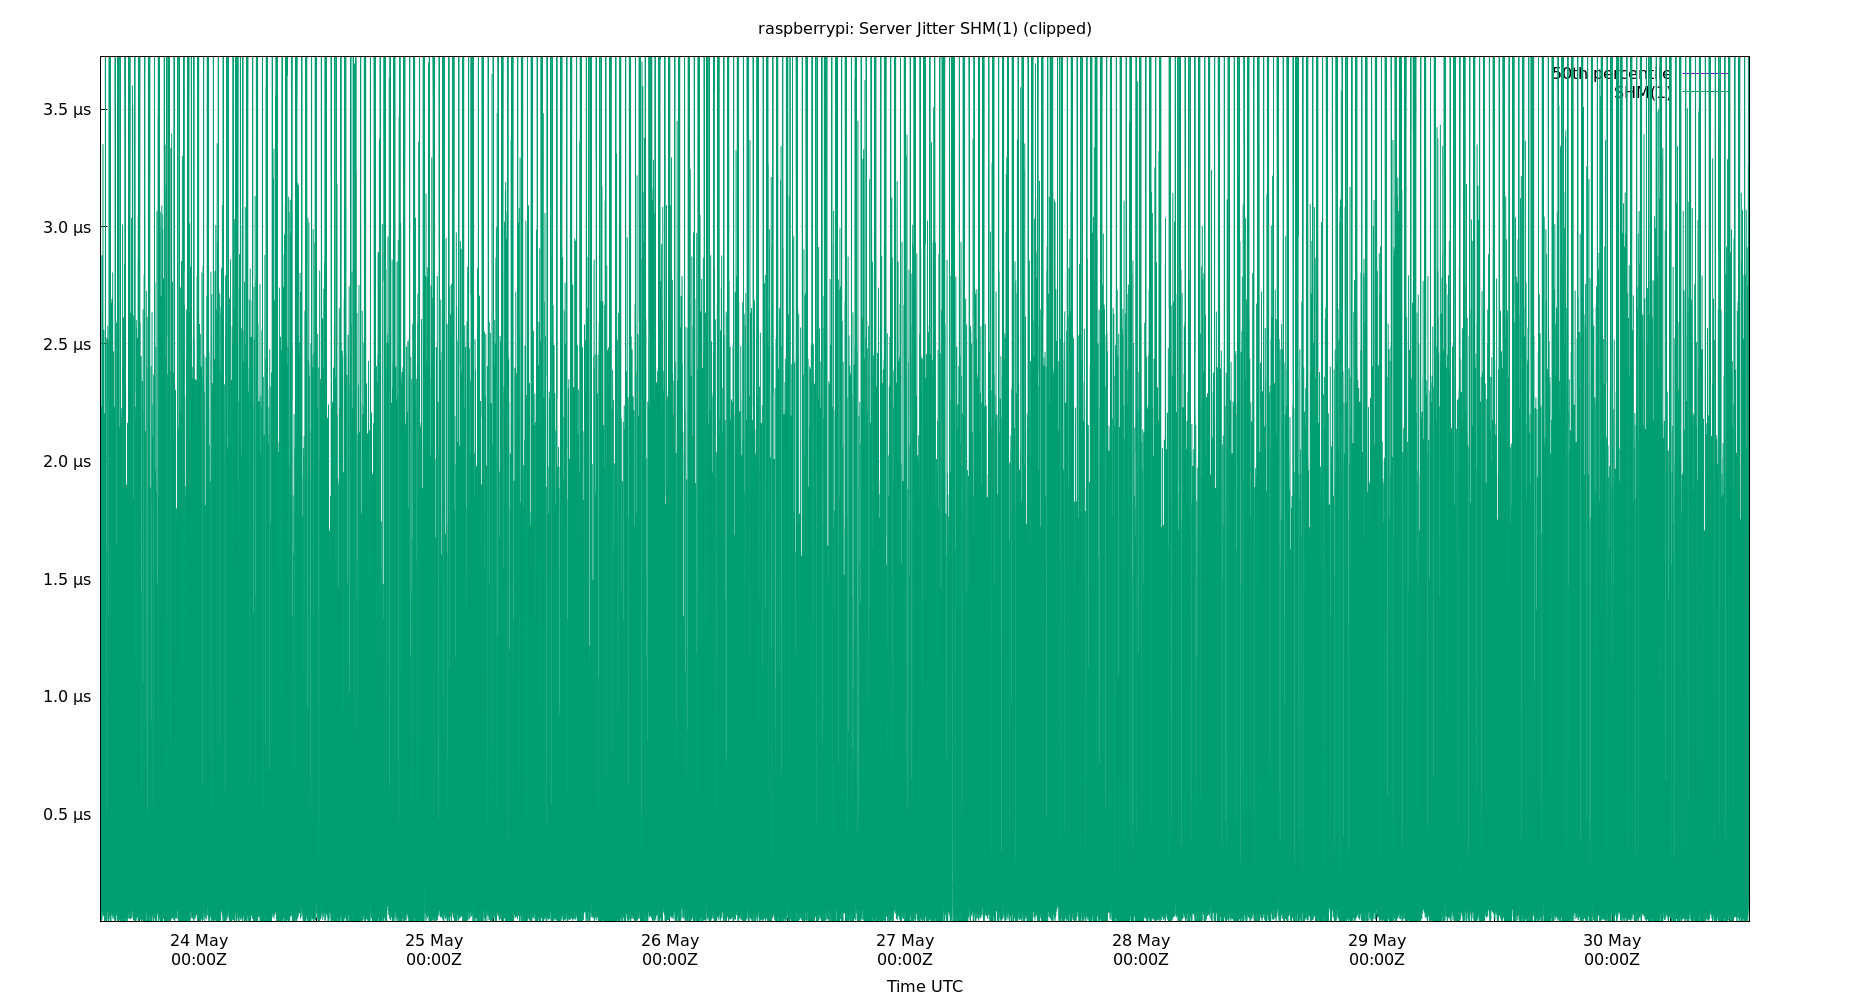 raspberrypi: Server Jitter SHM(1) (clipped)
50th percentile
SHM(1)
3.5 µs
3.0 µs
2.5 µs
2.0 µs
1.5 µs
1.0 µs
0.5 µs
24 May 25 May 26 May 27 May 28 May 29 May 30 May
00:00Z 00:00Z 00:00Z 00:00Z 00:00Z 00:00Z 00:00Z
Time UTC